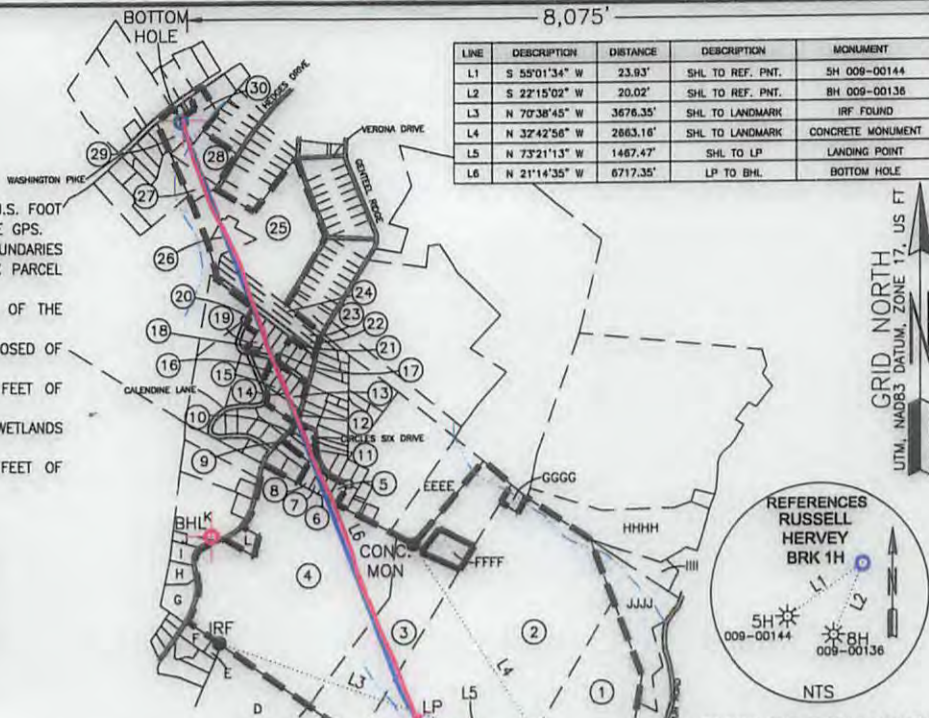 BOTTOM
HOLE
8,075'
LINE DESCRIPTION DISTANCE DESCRIPTION MONUMENT
L1 S 55°01'34" W 23.93' SHL TO REF. PNT. 5H 009-00144
L2 S 22°15'02" W 20.02' SHL TO REF. PNT. 8H 009-00136
L3 N 70°38'45" W 3676.35' SHL TO LANDMARK IRF FOUND
L4 N 32°42'56" W 2663.16' SHL TO LANDMARK CONCRETE MONUMENT
L5 N 73°21'13" W 1467.47' SHL TO LP LANDING POINT
L6 N 21°14'35" W 6717.35' LP TO BHL BOTTOM HOLE
30
HEDGES DRIVE
VERONA DRIVE
GENTEEL RIDGE
29
28
WASHINGTON PIKE
27
.S. FOOT
E GPS.
UNDARIES
PARCEL
OF THE
OSED OF
FEET OF
WETLANDS
FEET OF
26
25
20
19
24
23
22
18
21
16
15
17
CALENDINE LANE
14
13
10
12
CIRCLES SIX DRIVE
9
11
8
7
6
5
EEEE
GGGG
BHL
K
L
L6
CONC.
MON
FFFF
HHHH
IIII
I
H
G
4
F
IRF
E
3
2
JJJJ
L3
L4
D
LP
L5
1
GRID NORTH
UTM, NAD83 DATUM, ZONE 17, US FT
REFERENCES
RUSSELL
HERVEY
BRK 1H
L1
L2
N
5H
009-00144
8H
009-00136
NTS